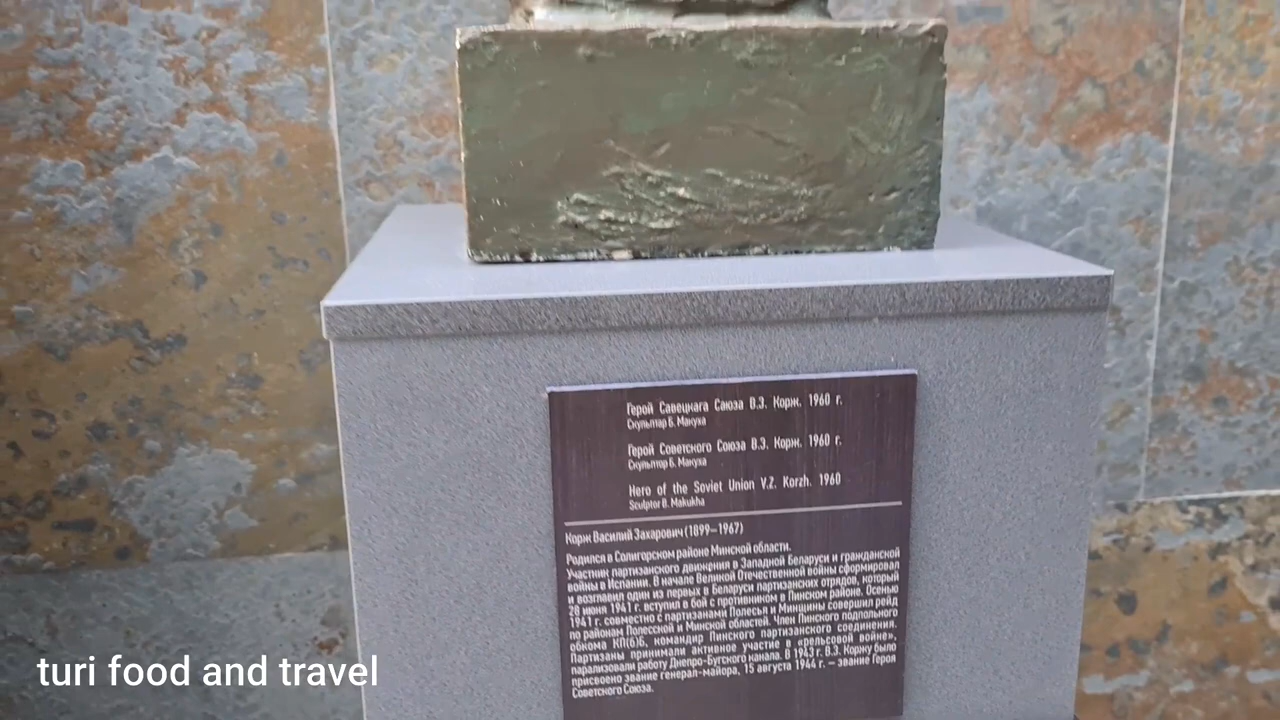 Герой Савецкага Саюза В.З. Корж. 1960 г.
Скульптар Б. Макуха
Герой Советского Союза В.З. Корж. 1960 г.
Скульптор Б. Макуха
Hero of the Soviet Union V.Z. Korzh. 1960
Sculptor B. Makukha
Корж Василий Захарович (1899–1967)
Родился в Солигорском районе Минской области.
Участник партизанского движения в Западной Беларуси и гражданской
войны в Испании. В начале Великой Отечественной войны сформировал
и возглавил один из первых в Беларуси партизанских отрядов, который
28 июня 1941 г. вступил в бой с противником в Пинском районе. Осенью
1941 г. совместно с партизанами Полесья и Минщины совершил рейд
по районам Полесской и Минской областей. Член Пинского подпольного
обкома КП(б)Б, командир Пинского партизанского соединения.
Партизаны принимали активное участие в «рельсовой войне»,
парализовали работу Днепро-Бугского канала. В 1943 г. В.З. Коржу было
присвоено звание генерал-майора, 15 августа 1944 г. – звание Героя
Советского Союза.
turi food and travel